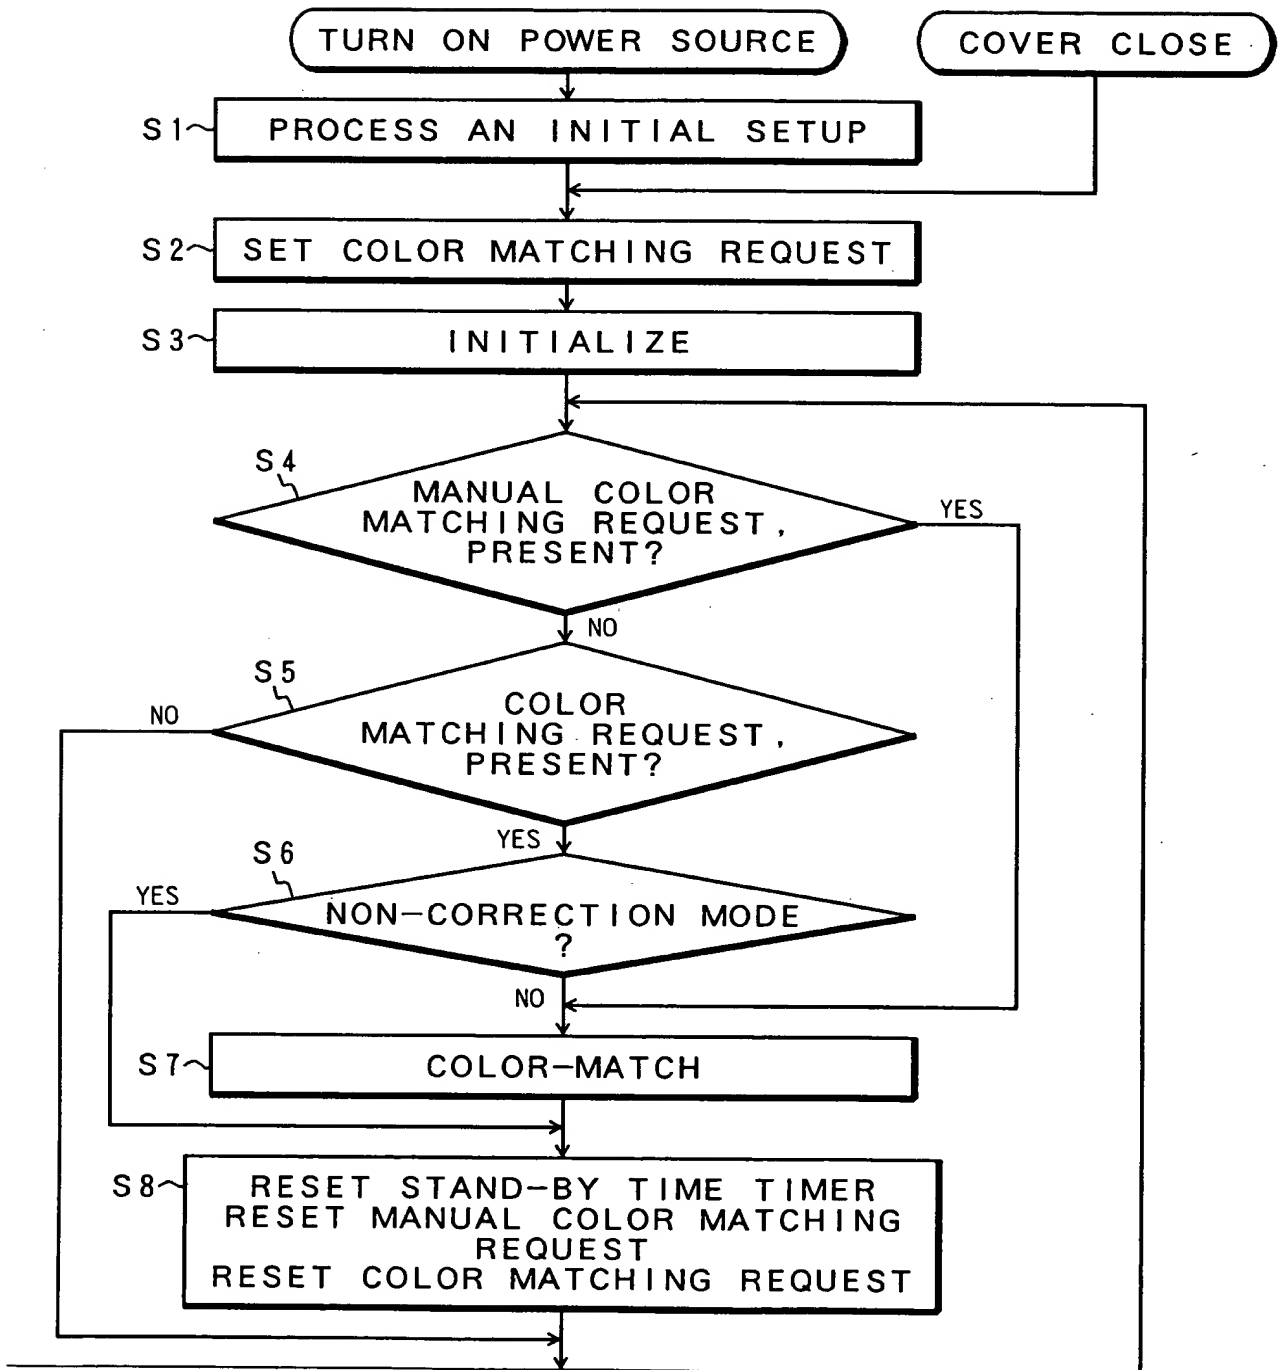 TURN ON POWER SOURCE
COVER CLOSE
S1
PROCESS AN INITIAL SETUP
S2
SET COLOR MATCHING REQUEST
S3
INITIALIZE
S4
MANUAL COLOR
MATCHING REQUEST,
PRESENT?
YES
NO
S5
COLOR
MATCHING REQUEST,
PRESENT?
NO
YES
S6
NON-CORRECTION MODE
?
YES
NO
S7
COLOR-MATCH
S8
RESET STAND-BY TIME TIMER
RESET MANUAL COLOR MATCHING
REQUEST
RESET COLOR MATCHING REQUEST